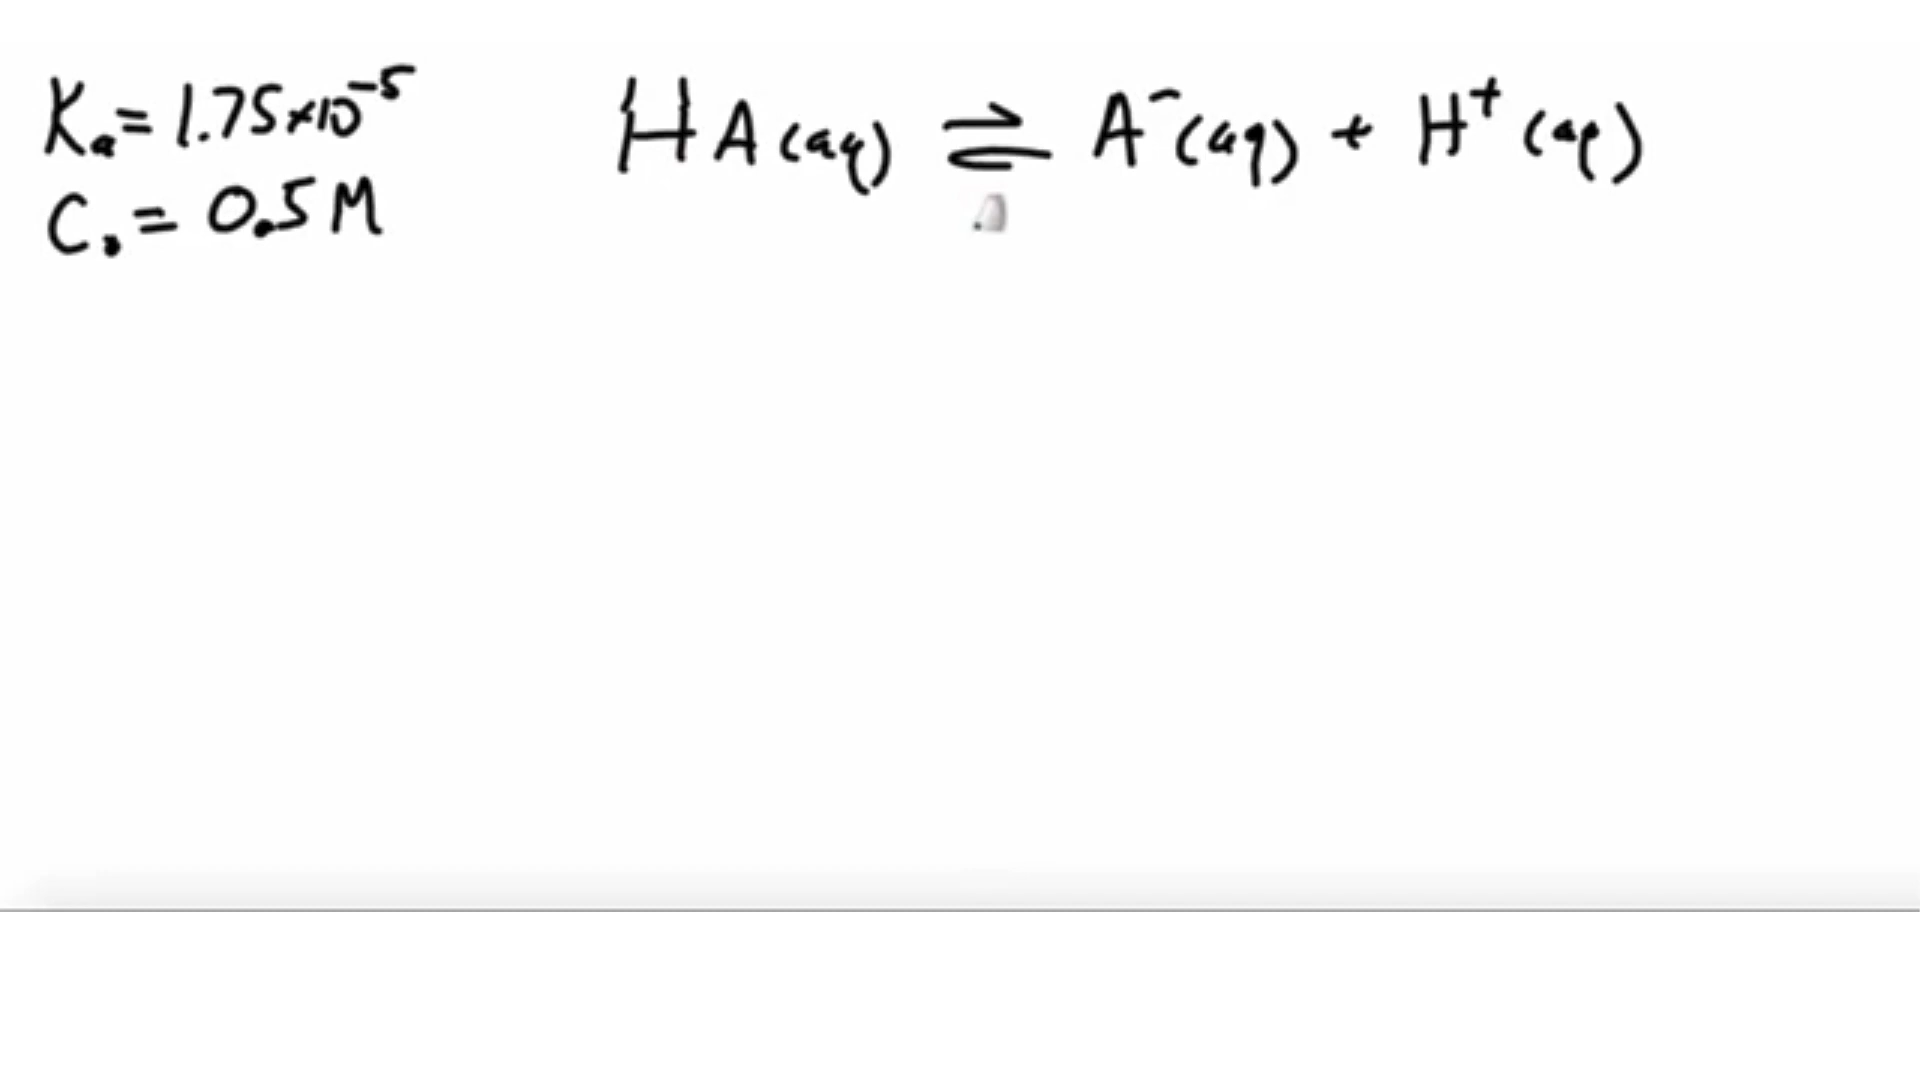 Kₐ = 1.75×10⁻⁵
C₀ = 0.5 M
HA (aq) ⇌ A⁻(aq) + H⁺(aq)